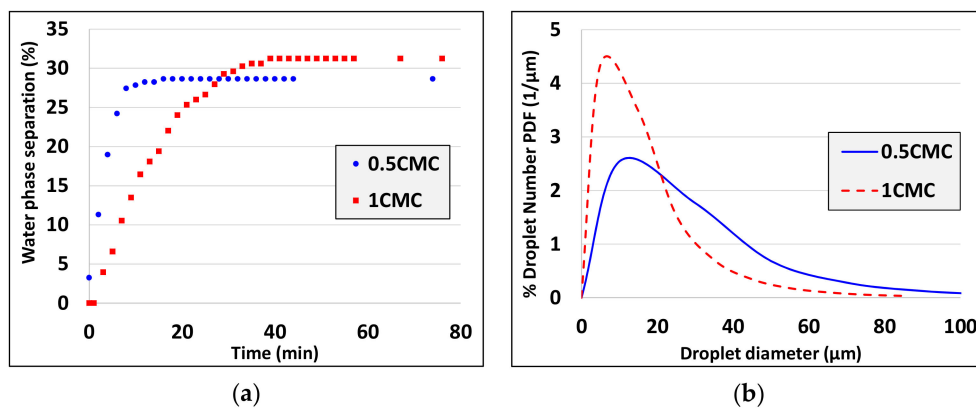 Water phase separation (%)
35
30
25
20
15
10
5
0
0.5CMC
1CMC
0 20 40 60 80
Time (min)
(a)
% Droplet Number PDF (1/μm)
5
4
3
2
1
0
0.5CMC
1CMC
0 20 40 60 80 100
Droplet diameter (μm)
(b)